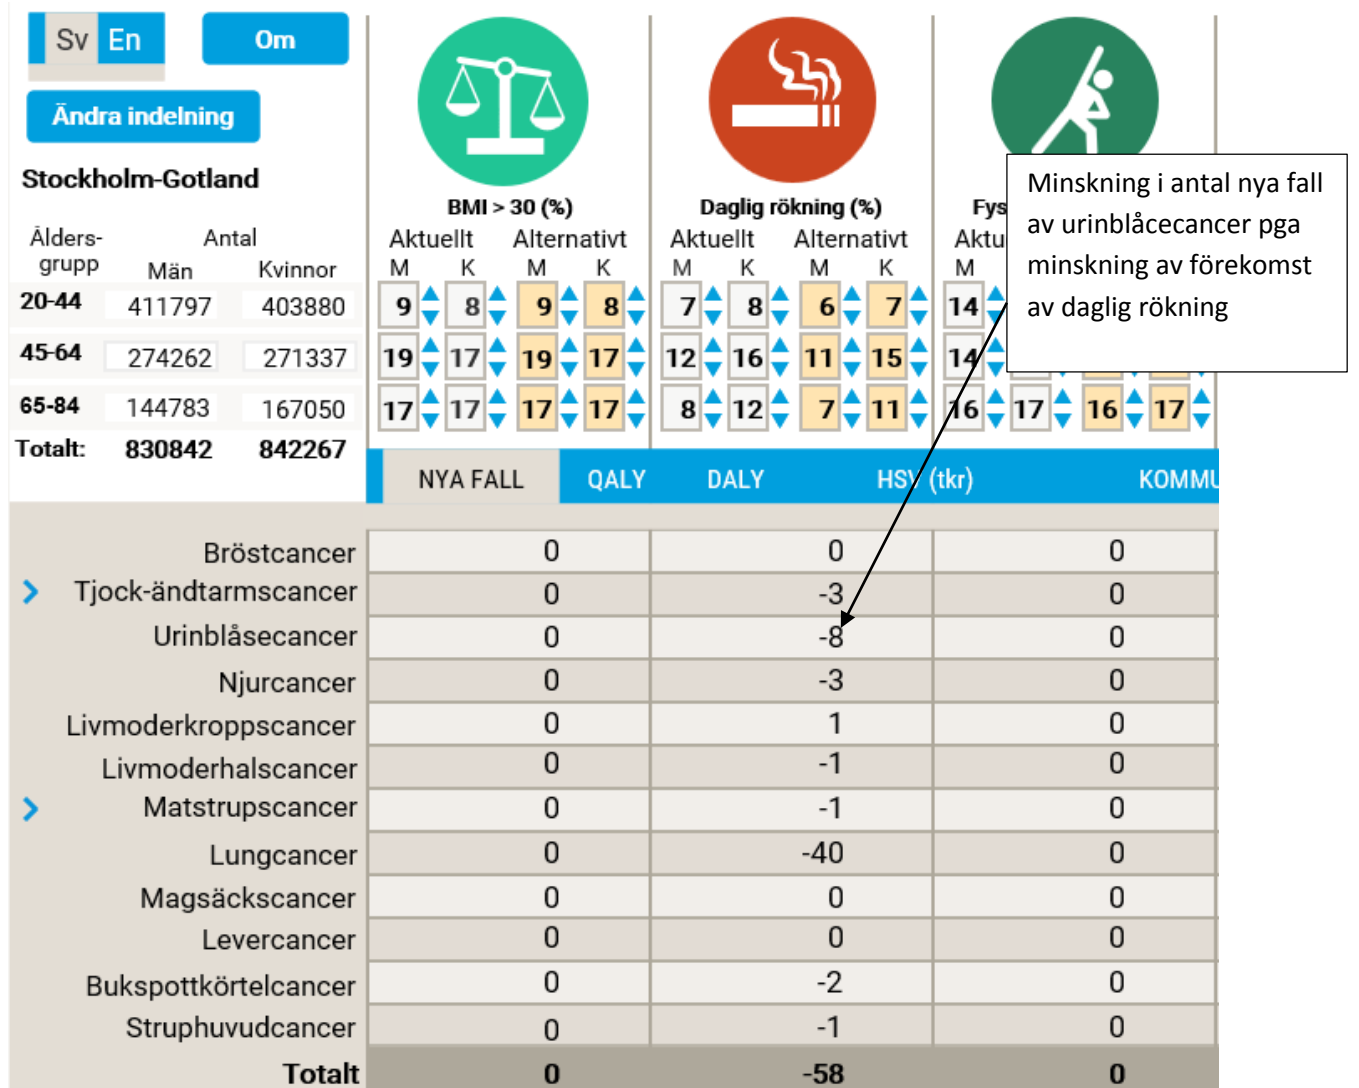 Sv En Om
Ändra indelning
Stockholm-Gotland
Ålders-
grupp
Antal
Män Kvinnor
20-44 411797 403880
45-64 274262 271337
65-84 144783 167050
Totalt: 830842 842267
BMI > 30 (%)
Aktuellt Alternativt
M K M K
9 8 9 8
19 17 19 17
17 17 17 17
Daglig rökning (%)
Aktuellt Alternativt
M K M K
7 8 6 7
12 16 11 15
8 12 7 11
Fys
Aktu
M
14
14
16 17 16 17
Minskning i antal nya fall
av urinblåcecancer pga
minskning av förekomst
av daglig rökning
NYA FALL QALY DALY HSV (tkr) KOMMU
Bröstcancer 0 0 0
Tjock-ändtarmscancer 0 -3 0
Urinblåsecancer 0 -8 0
Njurcancer 0 -3 0
Livmoderkroppscancer 0 1 0
Livmoderhalscancer 0 -1 0
Matstrupscancer 0 -1 0
Lungcancer 0 -40 0
Magsäckscancer 0 0 0
Levercancer 0 0 0
Bukspottkörtelcancer 0 -2 0
Struphuvudcancer 0 -1 0
Totalt 0 -58 0